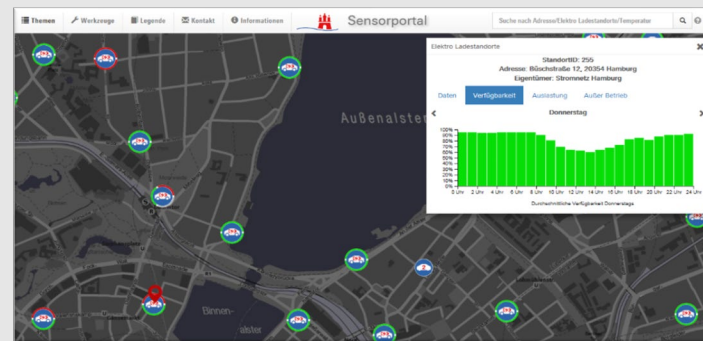 Themen Werkzeuge Legende Kontakt Informationen Sensorportal Suche nach Adresse/Elektro Ladestandorte/Temporator
Elektro Ladestandorte
StandortID: 255
Adresse: Büschstraße 12, 20354 Hamburg
Eigentümer: Stromnetz Hamburg
Daten Verfügbarkeit Auslastung Außer Betrieb
Donnerstag
100%
90%
80%
70%
60%
50%
40%
30%
20%
10%
0%
0 Uhr 2 Uhr 4 Uhr 6 Uhr 8 Uhr 10 Uhr 12 Uhr 14 Uhr 16 Uhr 18 Uhr 20 Uhr 22 Uhr 24 Uhr
Durchschnittliche Verfügbarkeit Donnerstags
Außenalster
2
Binnen-
alster